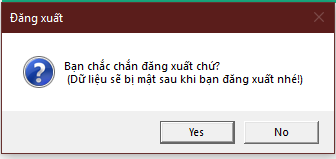 Đăng xuất
Bạn chắc chắn đăng xuất chứ?
(Dữ liệu sẽ bị mật sau khi bạn đăng xuất nhé!)
Yes
No